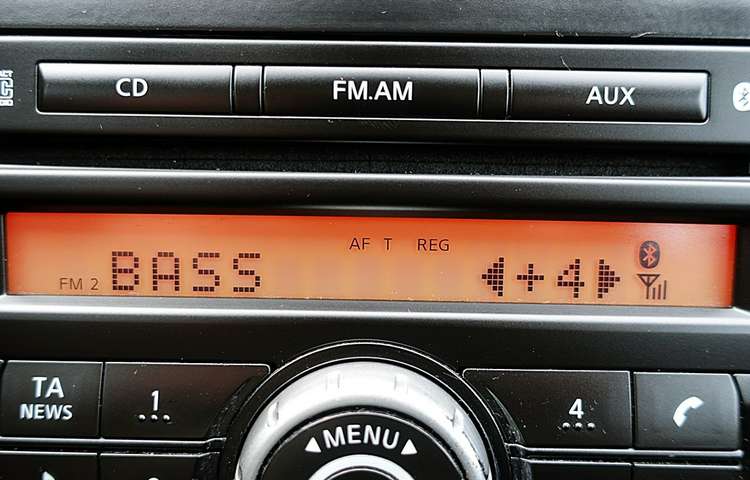 CD FM.AM AUX
AF T REG
FM 2 BASS +4
TA NEWS
1
4
MENU